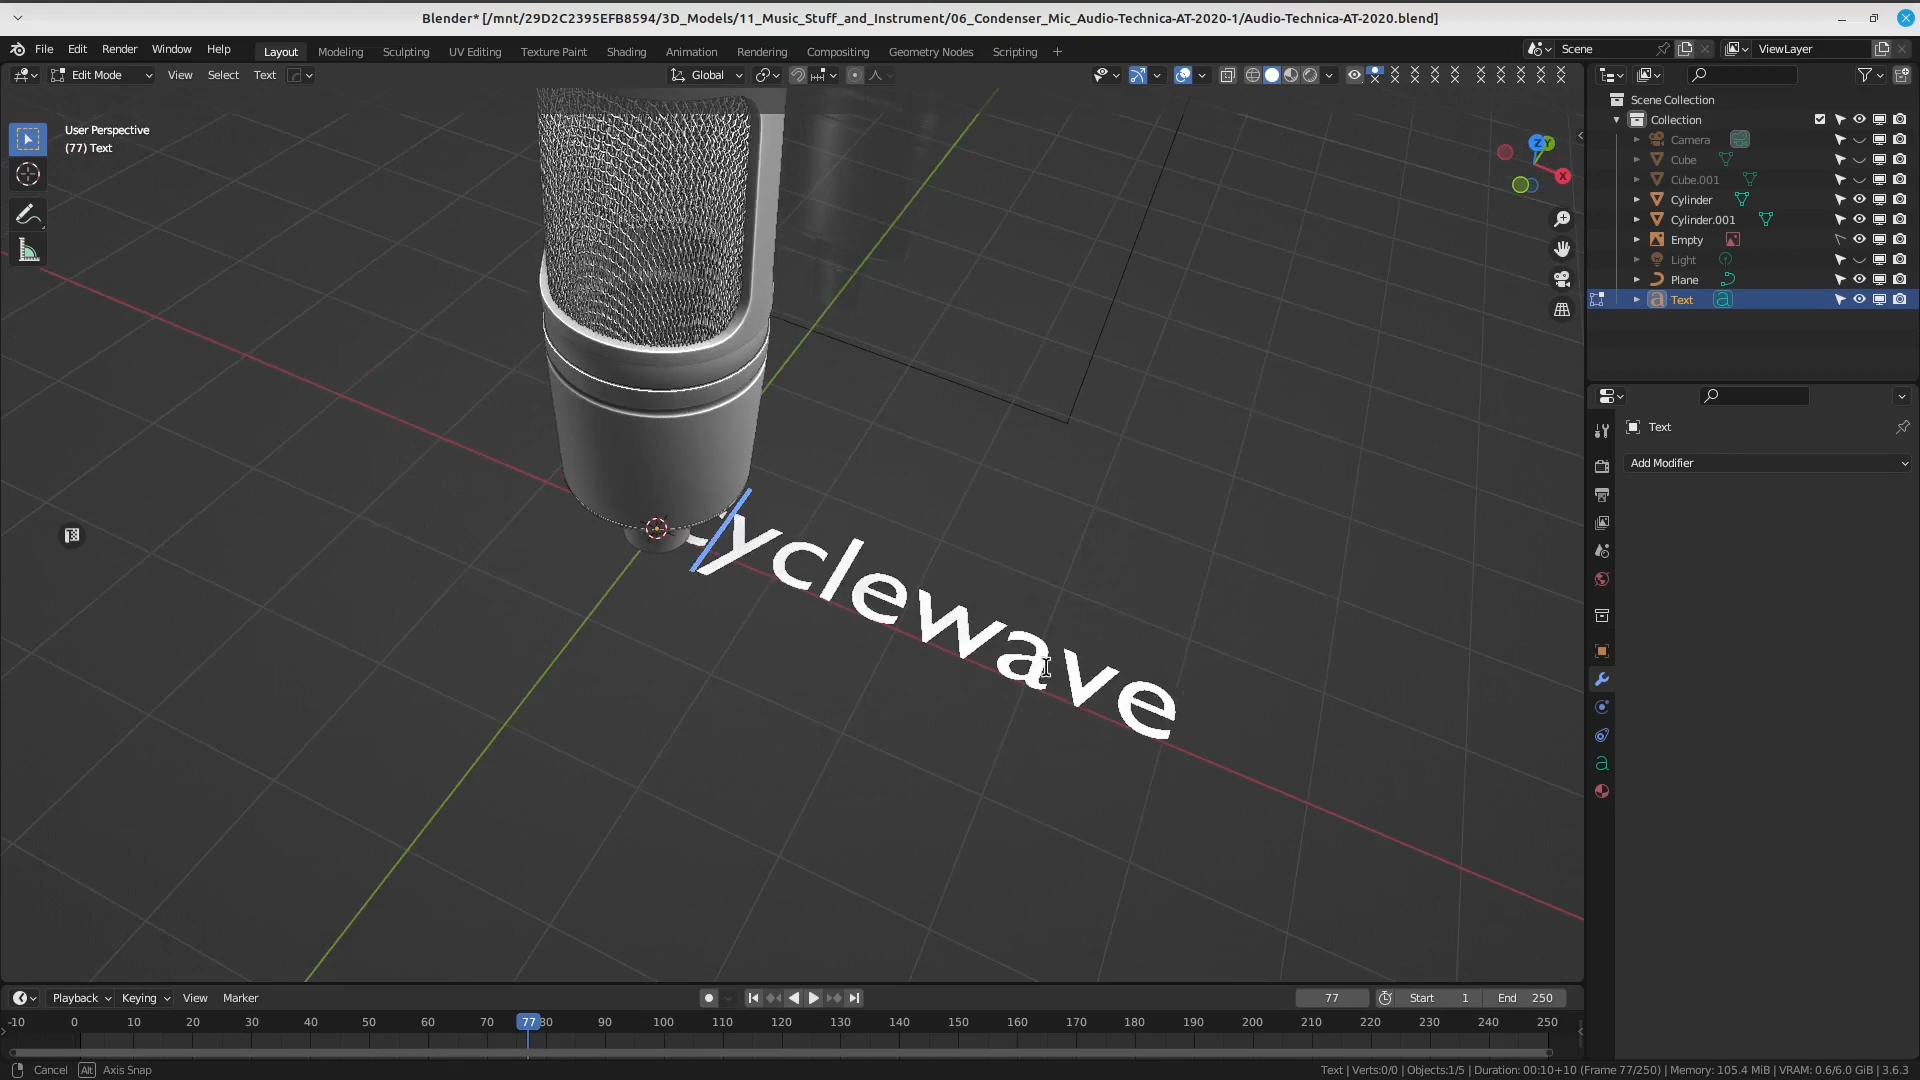 Blender* [/mnt/29D2C2395EFB8594/3D_Models/11_Music_Stuff_and_Instrument/06_Condenser_Mic_Audio-Technica-AT-2020-1/Audio-Technica-AT-2020.blend]
File Edit Render Window Help Layout Modeling Sculpting UV Editing Texture Paint Shading Animation Rendering Compositing Geometry Nodes Scripting + Scene ViewLayer
Edit Mode View Select Text Global
User Perspective
(77) Text
Z Y
X
Scene Collection
Collection
Camera
Cube
Cube.001
Cylinder
Cylinder.001
Empty
Light
Plane
Text
Text
Add Modifier
yclewave
Playback Keying View Marker 77 Start 1 End 250
-10 0 10 20 30 40 50 60 70 77 80 90 100 110 120 130 140 150 160 170 180 190 200 210 220 230 240 250
Cancel Alt Axis Snap Text | Verts:0/0 | Objects:1/5 | Duration: 00:10+10 (Frame 77/250) | Memory: 105.4 MiB | VRAM: 0.6/6.0 GiB | 3.6.3